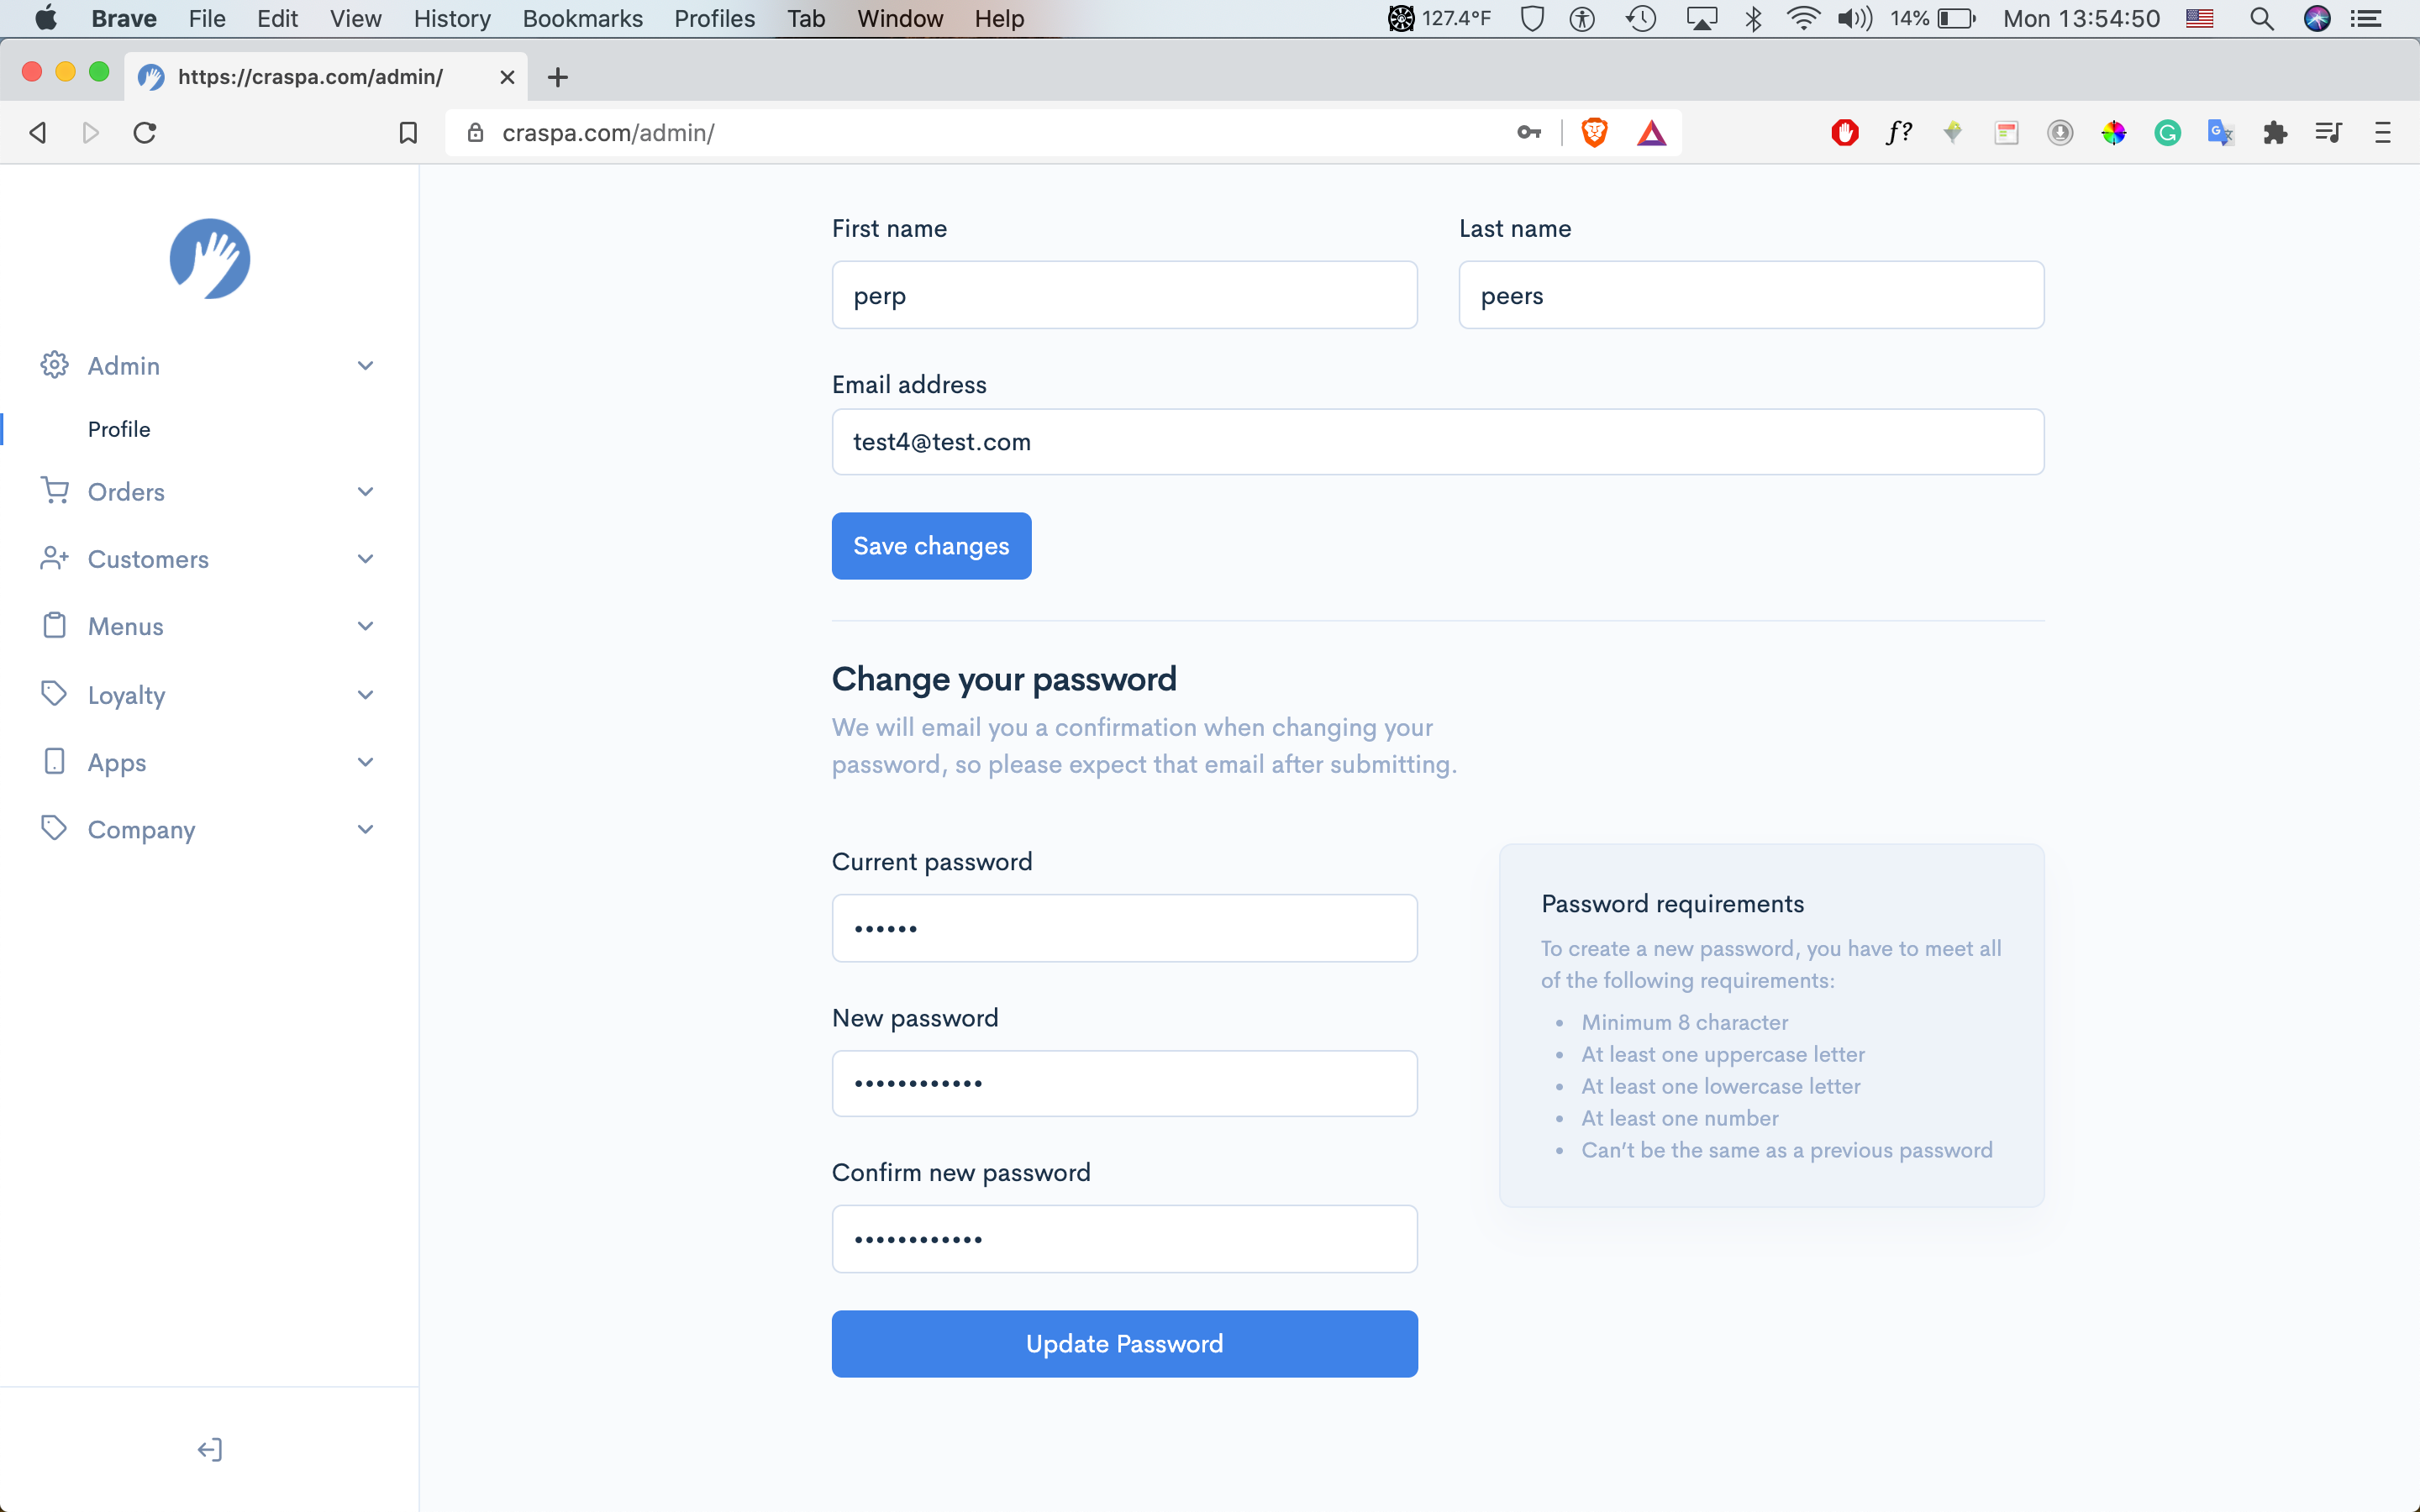 Brave File Edit View History Bookmarks Profiles Tab Window Help 127.4°F 14% Mon 13:54:50
https://craspa.com/admin/
craspa.com/admin/
f?
First name
Last name
perp
peers
Admin
Email address
Profile
test4@test.com
Orders
Save changes
Customers
Menus
Change your password
Loyalty
We will email you a confirmation when changing your
password, so please expect that email after submitting.
Apps
Company
Current password
••••••
New password
••••••••••••
Confirm new password
••••••••••••
Update Password
Password requirements
To create a new password, you have to meet all
of the following requirements:
• Minimum 8 character
• At least one uppercase letter
• At least one lowercase letter
• At least one number
• Can’t be the same as a previous password